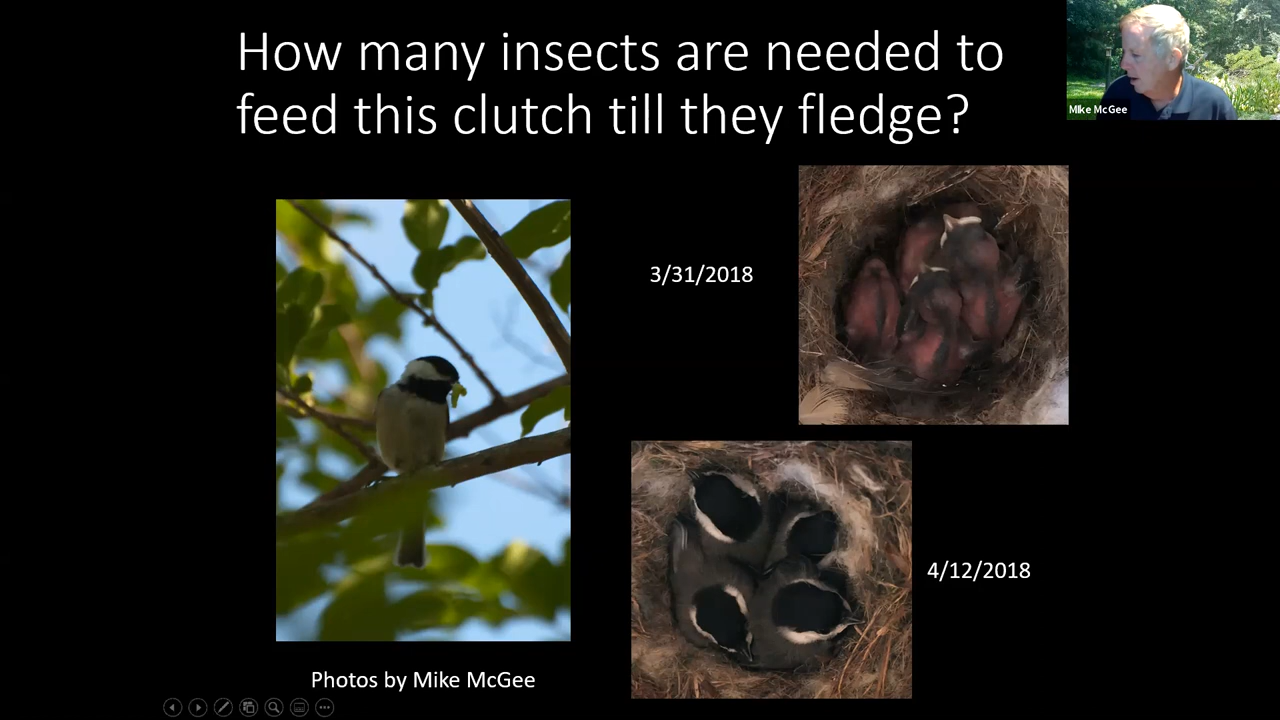 How many insects are needed to
feed this clutch till they fledge?
MIke McGee
3/31/2018
4/12/2018
Photos by Mike McGee